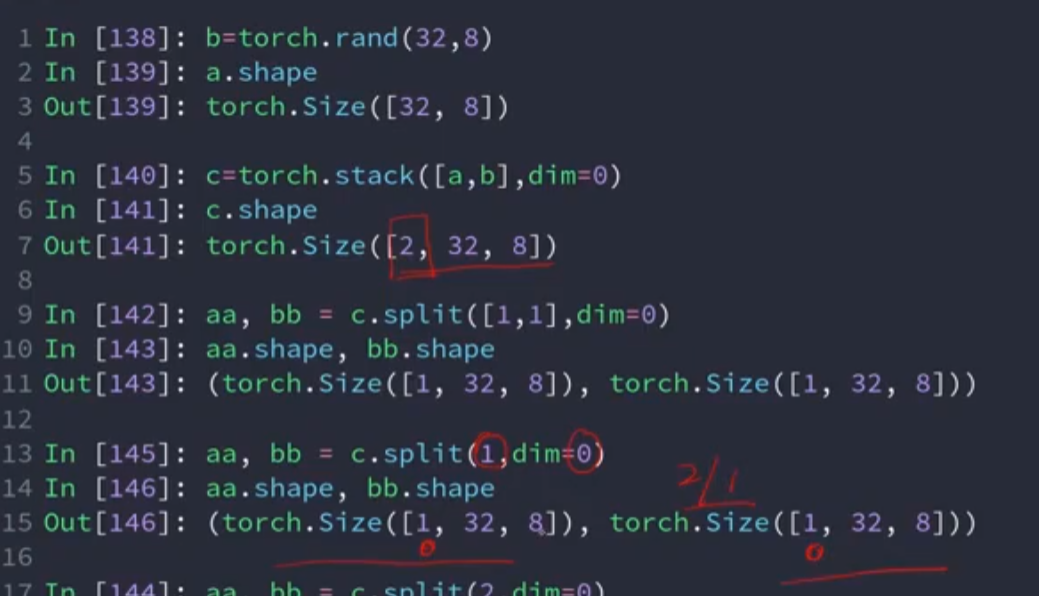 1 In [138]: b=torch.rand(32,8)
2 In [139]: a.shape
3 Out[139]: torch.Size([32, 8])
4
5 In [140]: c=torch.stack([a,b],dim=0)
6 In [141]: c.shape
7 Out[141]: torch.Size([2, 32, 8])
8
9 In [142]: aa, bb = c.split([1,1],dim=0)
10 In [143]: aa.shape, bb.shape
11 Out[143]: (torch.Size([1, 32, 8]), torch.Size([1, 32, 8]))
12
13 In [145]: aa, bb = c.split(1,dim=0)
2/1
14 In [146]: aa.shape, bb.shape
15 Out[146]: (torch.Size([1, 32, 8]), torch.Size([1, 32, 8]))
0 0
16
17 In [144]: aa, bb = c.split(2,dim=0)